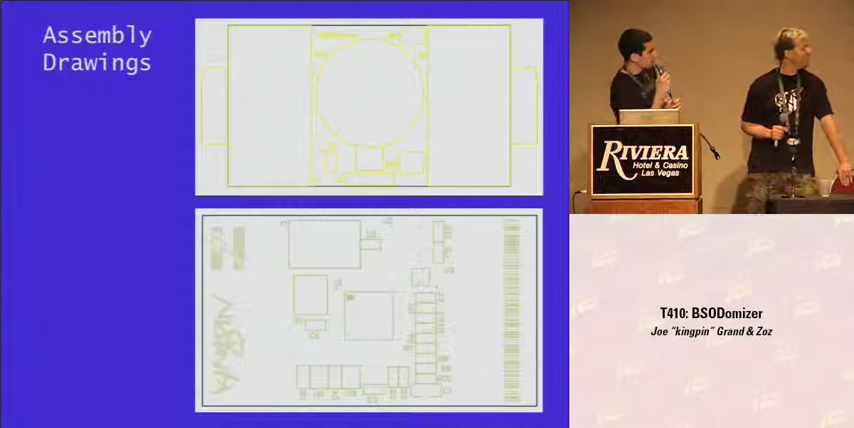 Assembly
Drawings
RIVIERA
Hotel & Casino
Las Vegas
T410: BSODomizer
Joe "kingpin" Grand & Zoz